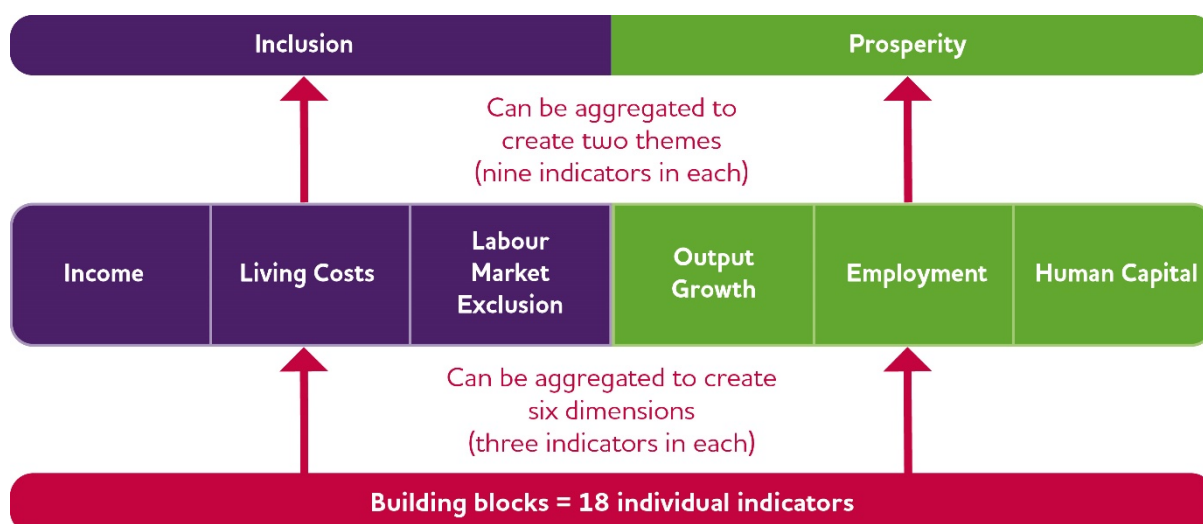 Inclusion
Prosperity
Can be aggregated to
create two themes
(nine indicators in each)
Income
Living Costs
Labour
Market
Exclusion
Output
Growth
Employment
Human Capital
Can be aggregated to create
six dimensions
(three indicators in each)
Building blocks = 18 individual indicators